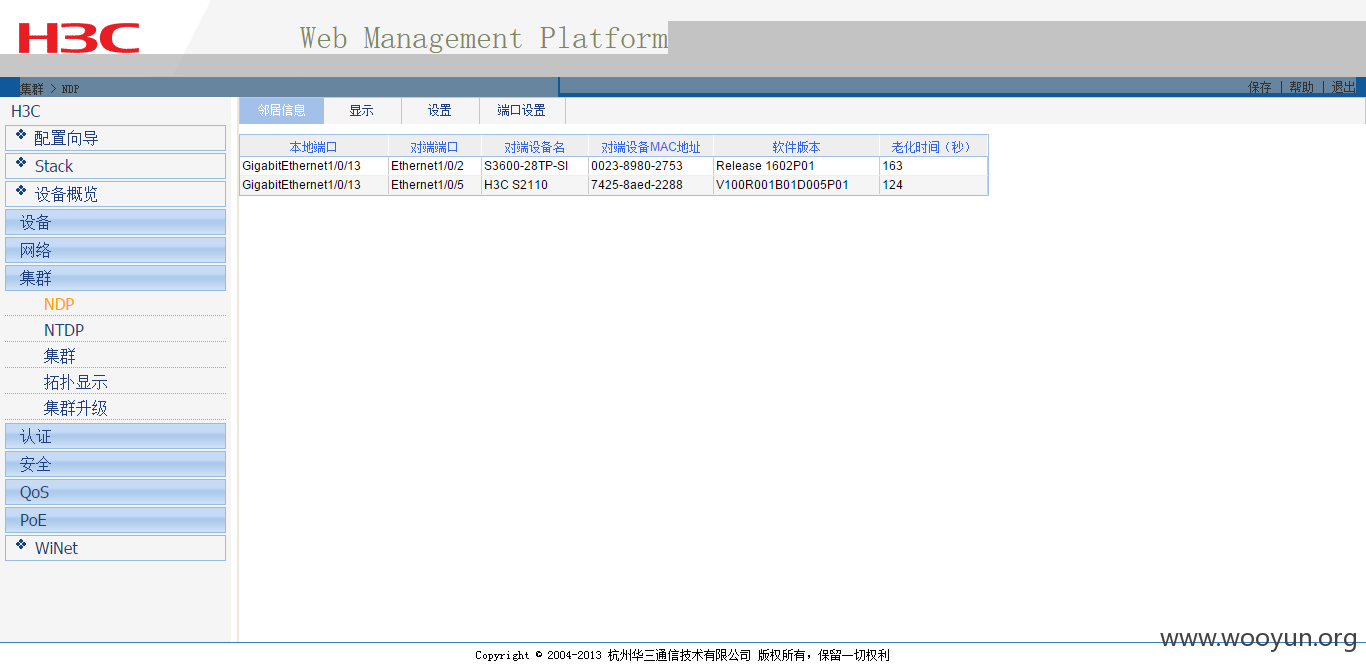 H3C
Web Management Platform
集群 > NDP
保存 | 帮助 | 退出
H3C
配置向导
Stack
设备概览
设备
网络
集群
NDP
NTDP
集群
拓扑显示
集群升级
认证
安全
QoS
PoE
WiNet
邻居信息 显示 设置 端口设置
本地端口 对端端口 对端设备名 对端设备MAC地址 软件版本 老化时间（秒）
GigabitEthernet1/0/13 Ethernet1/0/2 S3600-28TP-SI 0023-8980-2753 Release 1602P01 163
GigabitEthernet1/0/13 Ethernet1/0/5 H3C S2110 7425-8aed-2288 V100R001B01D005P01 124
www.wooyun.org
Copyright © 2004-2013 杭州华三通信技术有限公司 版权所有，保留一切权利